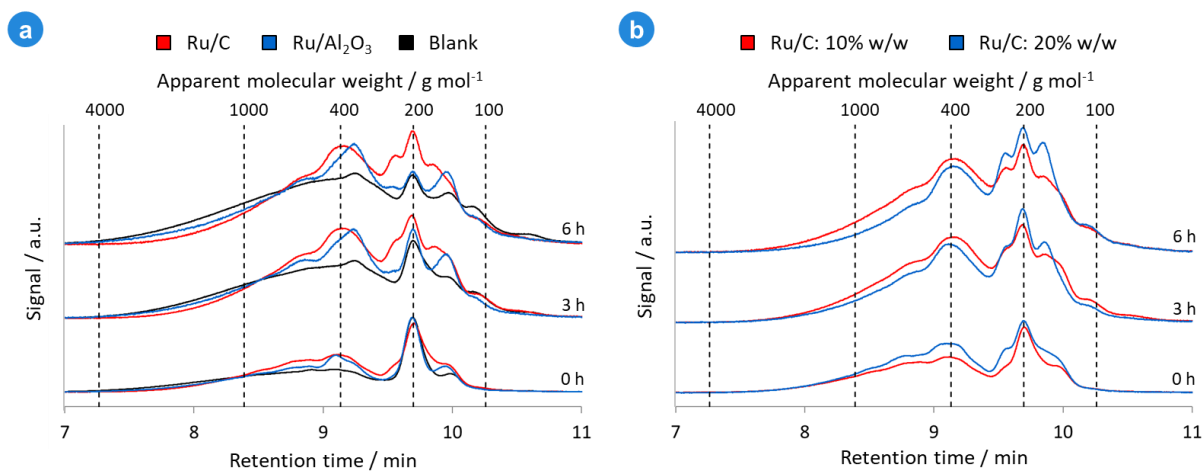 a
Ru/C Ru/Al₂O₃ Blank
Apparent molecular weight / g mol⁻¹
4000 1000 400 200 100
Signal / a.u.
6 h
3 h
0 h
7 8 9 10 11
Retention time / min
b
Ru/C: 10% w/w Ru/C: 20% w/w
Apparent molecular weight / g mol⁻¹
4000 1000 400 200 100
Signal / a.u.
6 h
3 h
0 h
7 8 9 10 11
Retention time / min